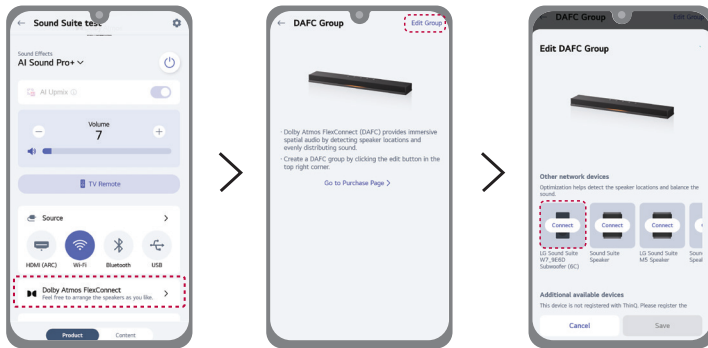 ← Sound Suite test
Sound Effects
AI Sound Pro+
AI Upmix
Volume
7
TV Remote
Source
HDMI (ARC) Wi-Fi Bluetooth USB
Dolby Atmos FlexConnect
Feel free to arrange the speakers as you like.
Product Content
← DAFC Group Edit Group
· Dolby Atmos FlexConnect (DAFC) provides immersive
spatial audio by detecting speaker locations and
evenly distributing sound.
· Create a DAFC group by clicking the edit button in the
top right corner.
Go to Purchase Page >
← DAFC Group Edit Group
Edit DAFC Group
Other network devices
Optimization helps detect the speaker locations and balance the
sound.
Connect Connect Connect
LG Sound Suite
W7_9E6D
Subwoofer (6C)
Sound Suite
Speaker
LG Sound Suite
M5 Speaker
Additional available devices
This device is not registered with ThinQ. Please register the
Cancel Save